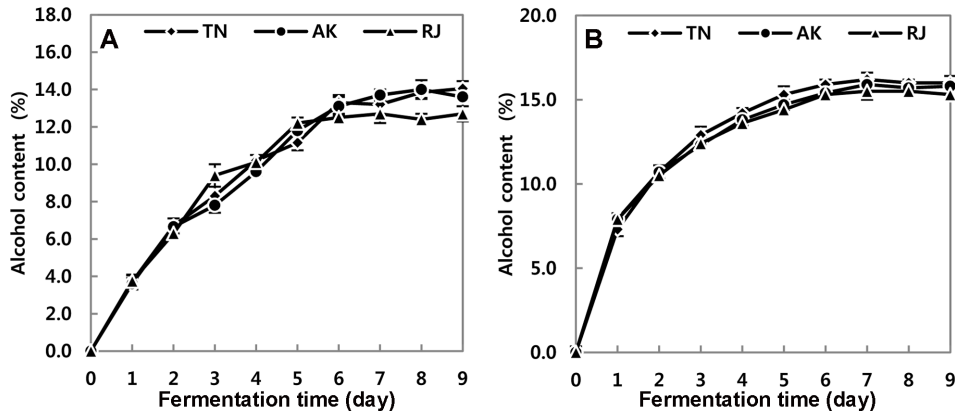 A
TN AK RJ
Alcohol content (%)
18.0
16.0
14.0
12.0
10.0
8.0
6.0
4.0
2.0
0.0
0 1 2 3 4 5 6 7 8 9
Fermentation time (day)
B
TN AK RJ
Alcohol content (%)
20.0
15.0
10.0
5.0
0.0
0 1 2 3 4 5 6 7 8 9
Fermentation time (day)